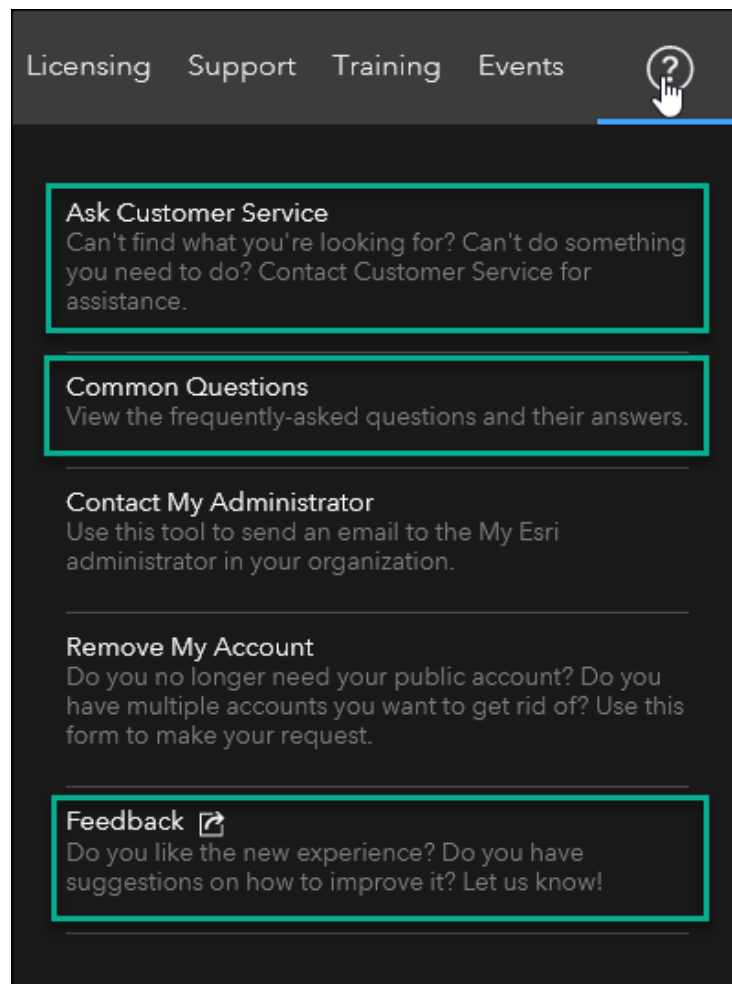 Licensing Support Training Events ?
Ask Customer Service
Can't find what you're looking for? Can't do something
you need to do? Contact Customer Service for
assistance.
Common Questions
View the frequently-asked questions and their answers.
Contact My Administrator
Use this tool to send an email to the My Esri
administrator in your organization.
Remove My Account
Do you no longer need your public account? Do you
have multiple accounts you want to get rid of? Use this
form to make your request.
Feedback
Do you like the new experience? Do you have
suggestions on how to improve it? Let us know!